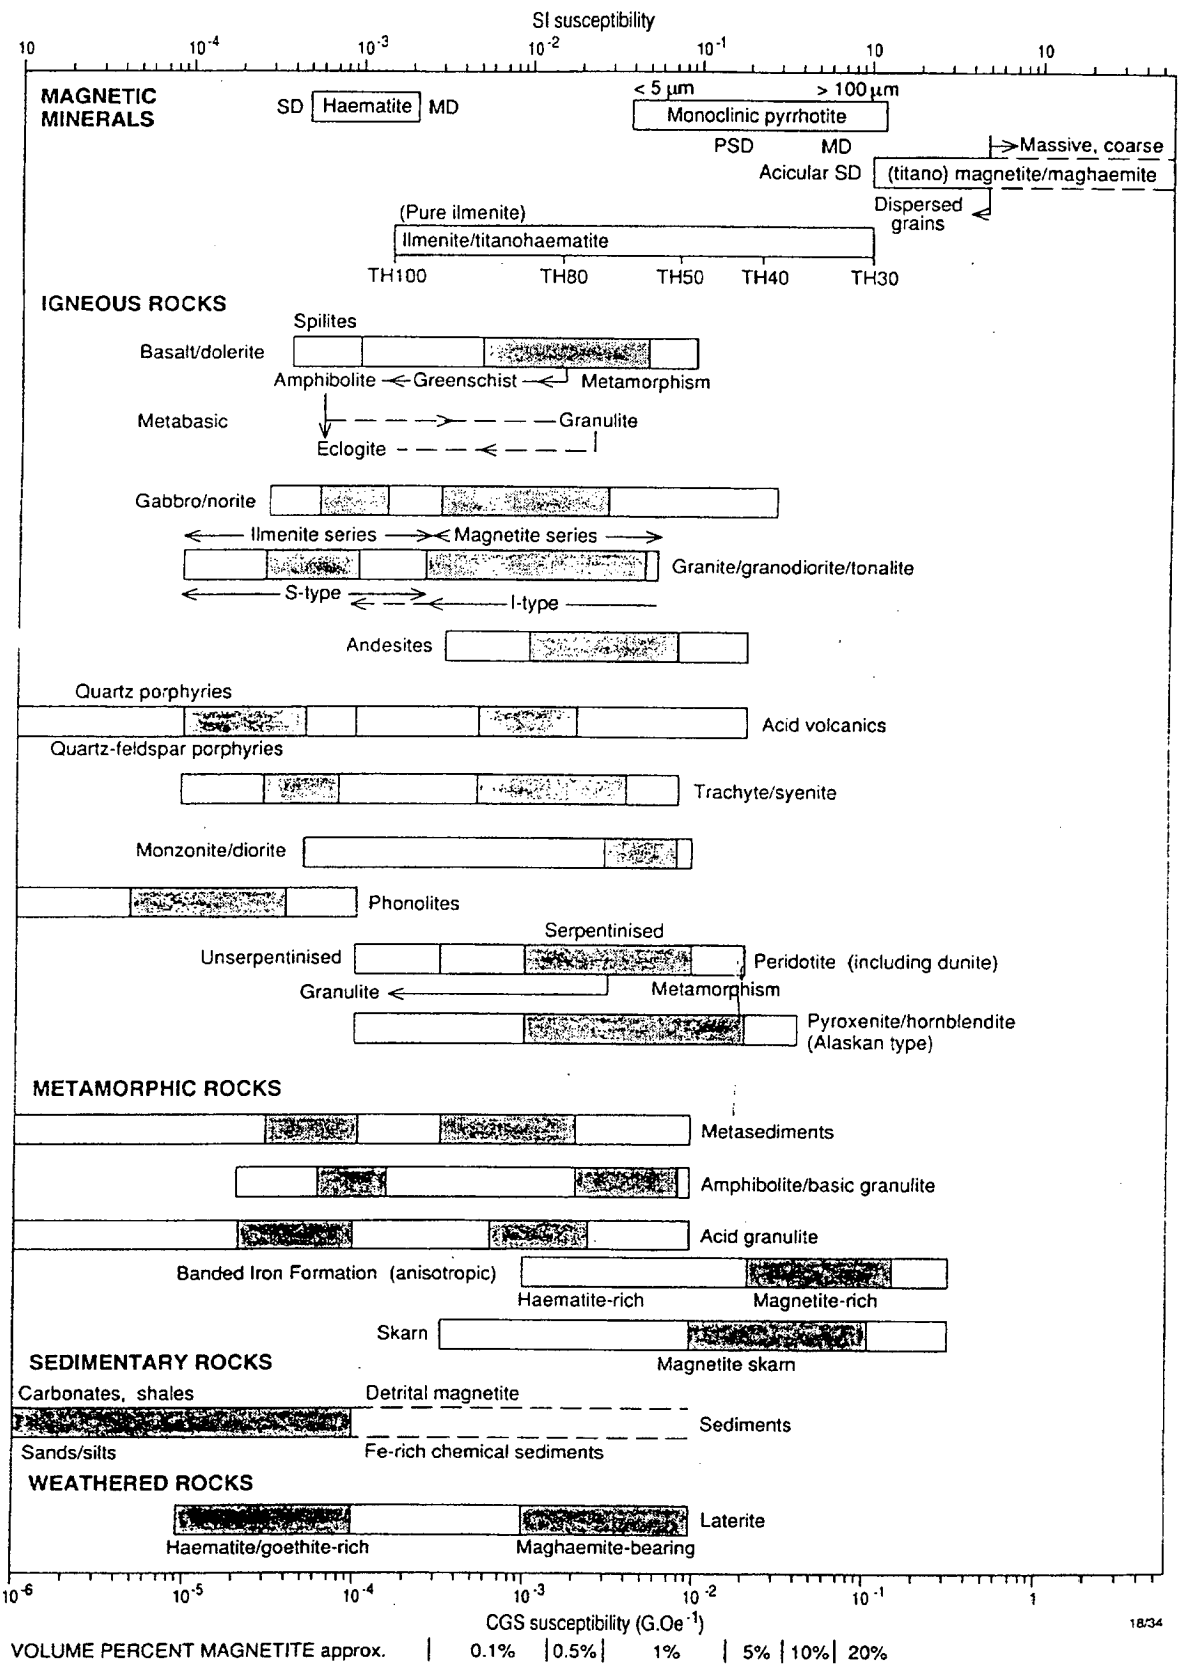 SI susceptibility
10 10-4 10-3 10-2 10-1 10 10
MAGNETIC
MINERALS
SD Haematite MD
< 5 µm > 100 µm
Monoclinic pyrrhotite
PSD MD
Massive, coarse
Acicular SD (titano) magnetite/maghaemite
Dispersed
grains
(Pure ilmenite)
Ilmenite/titanohaematite
TH100 TH80 TH50 TH40 TH30
IGNEOUS ROCKS
Spilites
Basalt/dolerite
Amphibolite Greenschist Metamorphism
Metabasic Granulite
Eclogite
Gabbro/norite
Ilmenite series Magnetite series
Granite/granodiorite/tonalite
S-type I-type
Andesites
Quartz porphyries
Acid volcanics
Quartz-feldspar porphyries
Trachyte/syenite
Monzonite/diorite
Phonolites
Serpentinised
Unserpentinised Peridotite (including dunite)
Granulite Metamorphism
Pyroxenite/hornblendite
(Alaskan type)
METAMORPHIC ROCKS
Metasediments
Amphibolite/basic granulite
Acid granulite
Banded Iron Formation (anisotropic)
Haematite-rich Magnetite-rich
Skarn
Magnetite skarn
SEDIMENTARY ROCKS
Carbonates, shales Detrital magnetite
Sediments
Sands/silts Fe-rich chemical sediments
WEATHERED ROCKS
Laterite
Haematite/goethite-rich Maghaemite-bearing
10-6 10-5 10-4 10-3 10-2 10-1 1
CGS susceptibility (G.Oe-1)
18/34
VOLUME PERCENT MAGNETITE approx. | 0.1% |0.5%| 1% | 5% |10%| 20%